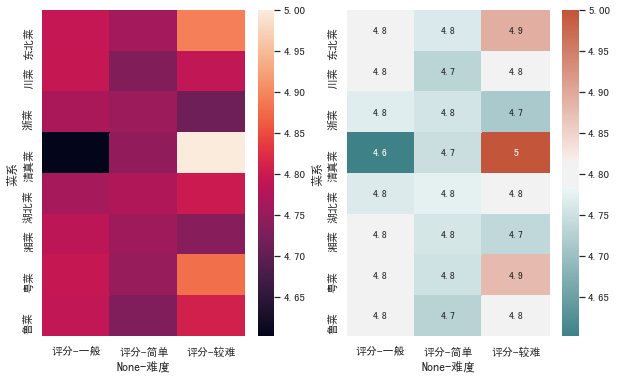 菜系
东北菜
川菜
浙菜
清真菜
湖北菜
湘菜
粤菜
鲁菜
评分-一般 评分-简单 评分-较难
None-难度
5.00
4.95
4.90
4.85
4.80
4.75
4.70
4.65
菜系
东北菜 4.8 4.8 4.9
川菜 4.8 4.7 4.8
浙菜 4.8 4.8 4.7
清真菜 4.6 4.7 5
湖北菜 4.8 4.8 4.8
湘菜 4.8 4.8 4.7
粤菜 4.8 4.8 4.9
鲁菜 4.8 4.7 4.8
评分-一般 评分-简单 评分-较难
None-难度
5.00
4.95
4.90
4.85
4.80
4.75
4.70
4.65